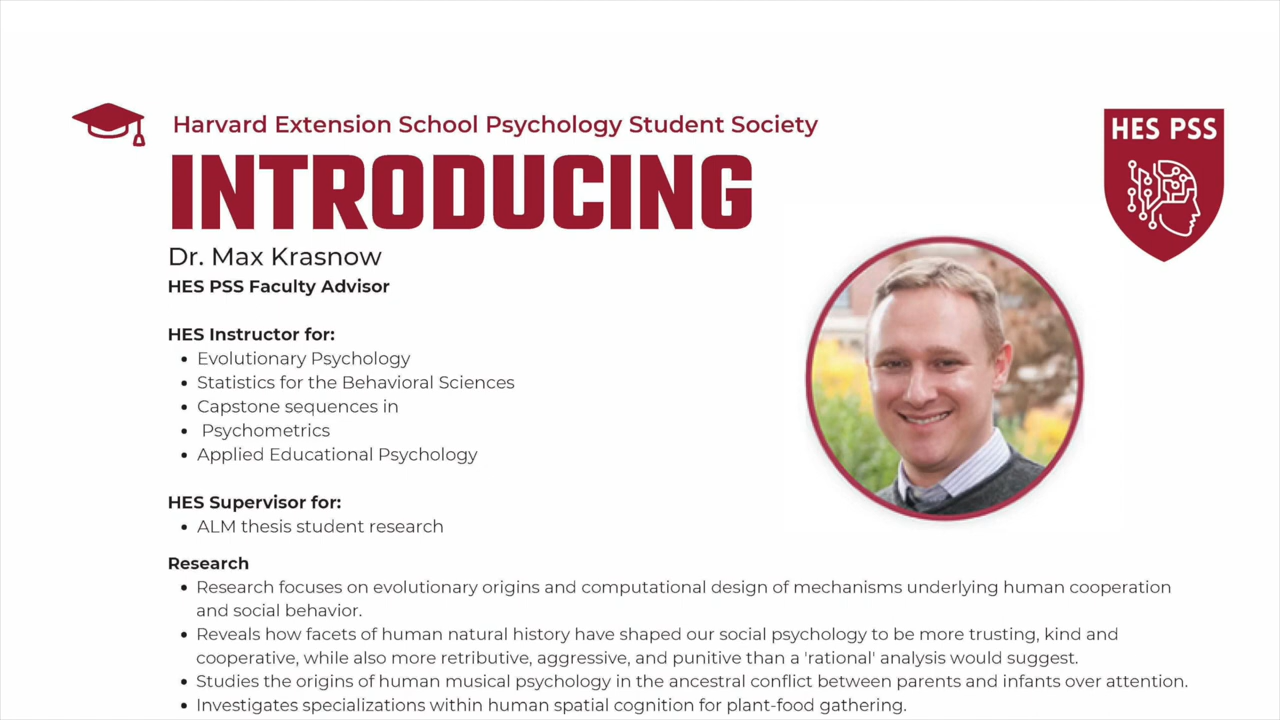 Harvard Extension School Psychology Student Society
HES PSS
INTRODUCING
Dr. Max Krasnow
HES PSS Faculty Advisor
HES Instructor for:
• Evolutionary Psychology
• Statistics for the Behavioral Sciences
• Capstone sequences in
• Psychometrics
• Applied Educational Psychology
HES Supervisor for:
• ALM thesis student research
Research
• Research focuses on evolutionary origins and computational design of mechanisms underlying human cooperation
and social behavior.
• Reveals how facets of human natural history have shaped our social psychology to be more trusting, kind and
cooperative, while also more retributive, aggressive, and punitive than a 'rational' analysis would suggest.
• Studies the origins of human musical psychology in the ancestral conflict between parents and infants over attention.
• Investigates specializations within human spatial cognition for plant-food gathering.